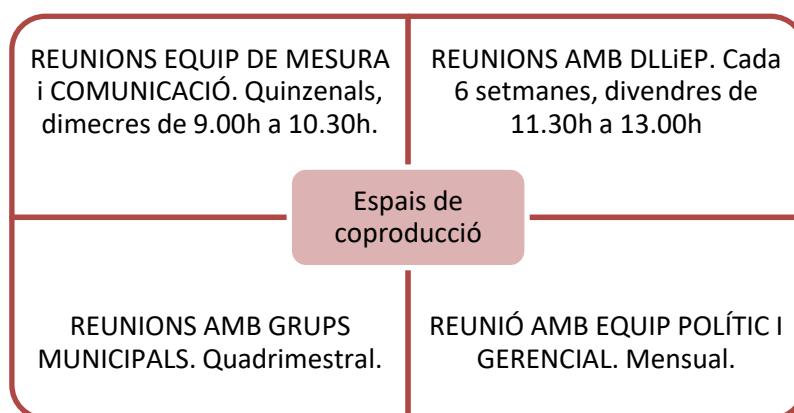 REUNIONS EQUIP DE MESURA
i COMUNICACIÓ. Quinzenals,
dimecres de 9.00h a 10.30h.
REUNIONS AMB DLLiEP. Cada
6 setmanes, divendres de
11.30h a 13.00h
Espais de
coproducció
REUNIONS AMB GRUPS
MUNICIPALS. Quadrimestral.
REUNIÓ AMB EQUIP POLÍTIC I
GERENCIAL. Mensual.